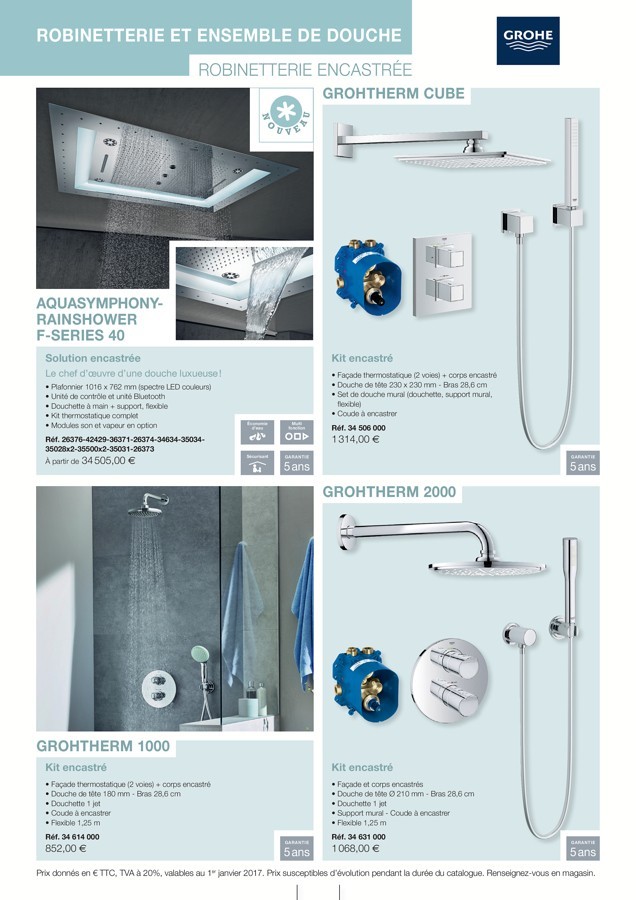 ROBINETTERIE ET ENSEMBLE DE DOUCHE
GROHE
ROBINETTERIE ENCASTRÉE
NOUVEAU
AQUASYMPHONY-
RAINSHOWER
F-SERIES 40
Solution encastrée
Le chef d'œuvre d'une douche luxueuse !
• Plafonnier 1016 x 762 mm (spectre LED couleurs)
• Unité de contrôle et unité Bluetooth
• Douchette à main + support, flexible
• Kit thermostatique complet
• Modules son et vapeur en option
Réf. 26376-42429-36371-26374-34634-35034-
35028x2-35500x2-35031-26373
À partir de 34 505,00 €
Économie
d'eau
Multi
fonction
Sécurisant
GARANTIE
5 ans
GROHTHERM CUBE
Kit encastré
• Façade thermostatique (2 voies) + corps encastré
• Douche de tête 230 x 230 mm - Bras 28,6 cm
• Set de douche mural (douchette, support mural,
flexible)
• Coude à encastrer
Réf. 34 506 000
1 314,00 €
GARANTIE
5 ans
GROHTHERM 1000
Kit encastré
• Façade thermostatique (2 voies) + corps encastré
• Douche de tête 180 mm - Bras 28,6 cm
• Douchette 1 jet
• Coude à encastrer
• Flexible 1,25 m
Réf. 34 614 000
852,00 €
GARANTIE
5 ans
GROHTHERM 2000
Kit encastré
• Façade et corps encastrés
• Douche de tête Ø 210 mm - Bras 28,6 cm
• Douchette 1 jet
• Support mural - Coude à encastrer
• Flexible 1,25 m
Réf. 34 631 000
1 068,00 €
GARANTIE
5 ans
Prix donnés en € TTC, TVA à 20%, valables au 1er janvier 2017. Prix susceptibles d'évolution pendant la durée du catalogue. Renseignez-vous en magasin.